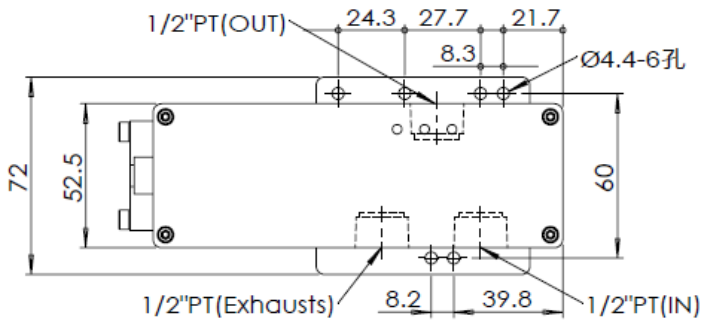 1/2"PT(OUT)
24.3
27.7
21.7
8.3
Ø4.4-6孔
72
52.5
60
1/2"PT(Exhausts)
8.2
39.8
1/2"PT(IN)